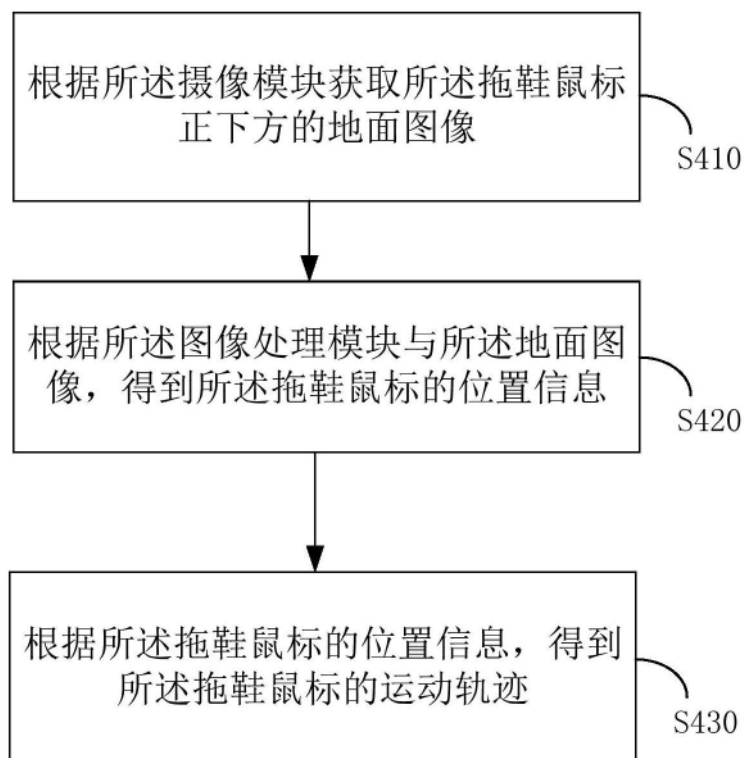 根据所述摄像模块获取所述拖鞋鼠标
正下方的地面图像
S410
根据所述图像处理模块与所述地面图
像，得到所述拖鞋鼠标的位置信息
S420
根据所述拖鞋鼠标的位置信息，得到
所述拖鞋鼠标的运动轨迹
S430